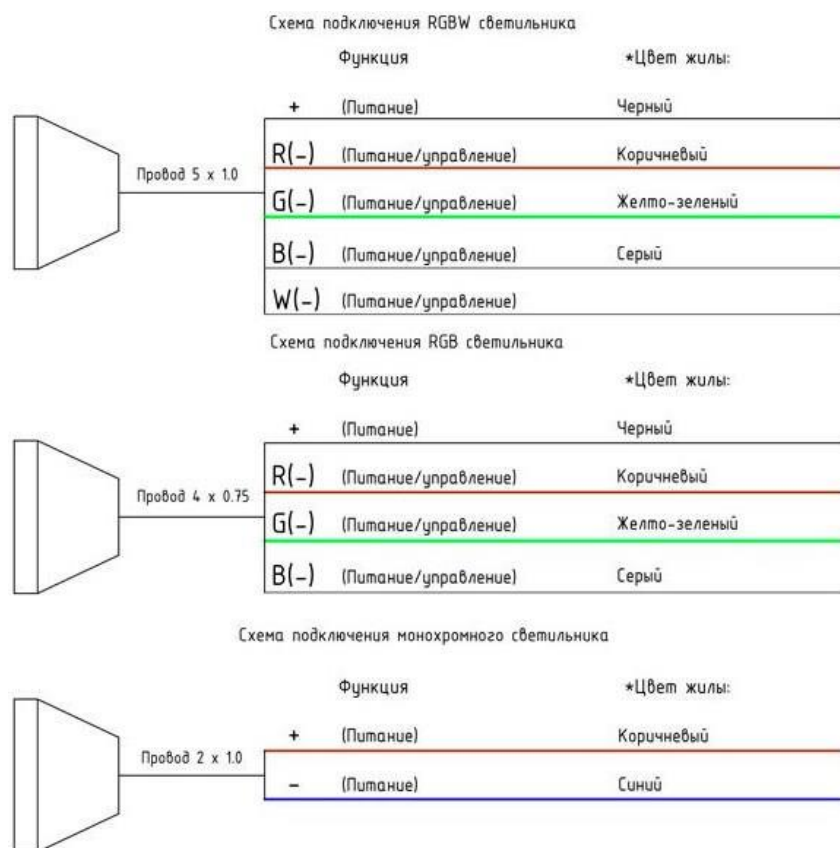 Схема подключения RGBW светильника
Функция *Цвет жилы:
+ (Питание) Черный
R(-) (Питание/управление) Коричневый
Провод 5 x 1.0
G(-) (Питание/управление) Желто-зеленый
B(-) (Питание/управление) Серый
W(-) (Питание/управление)
Схема подключения RGB светильника
Функция *Цвет жилы:
+ (Питание) Черный
R(-) (Питание/управление) Коричневый
Провод 4 x 0.75
G(-) (Питание/управление) Желто-зеленый
B(-) (Питание/управление) Серый
Схема подключения монохромного светильника
Функция *Цвет жилы:
+ (Питание) Коричневый
Провод 2 x 1.0
- (Питание) Синий